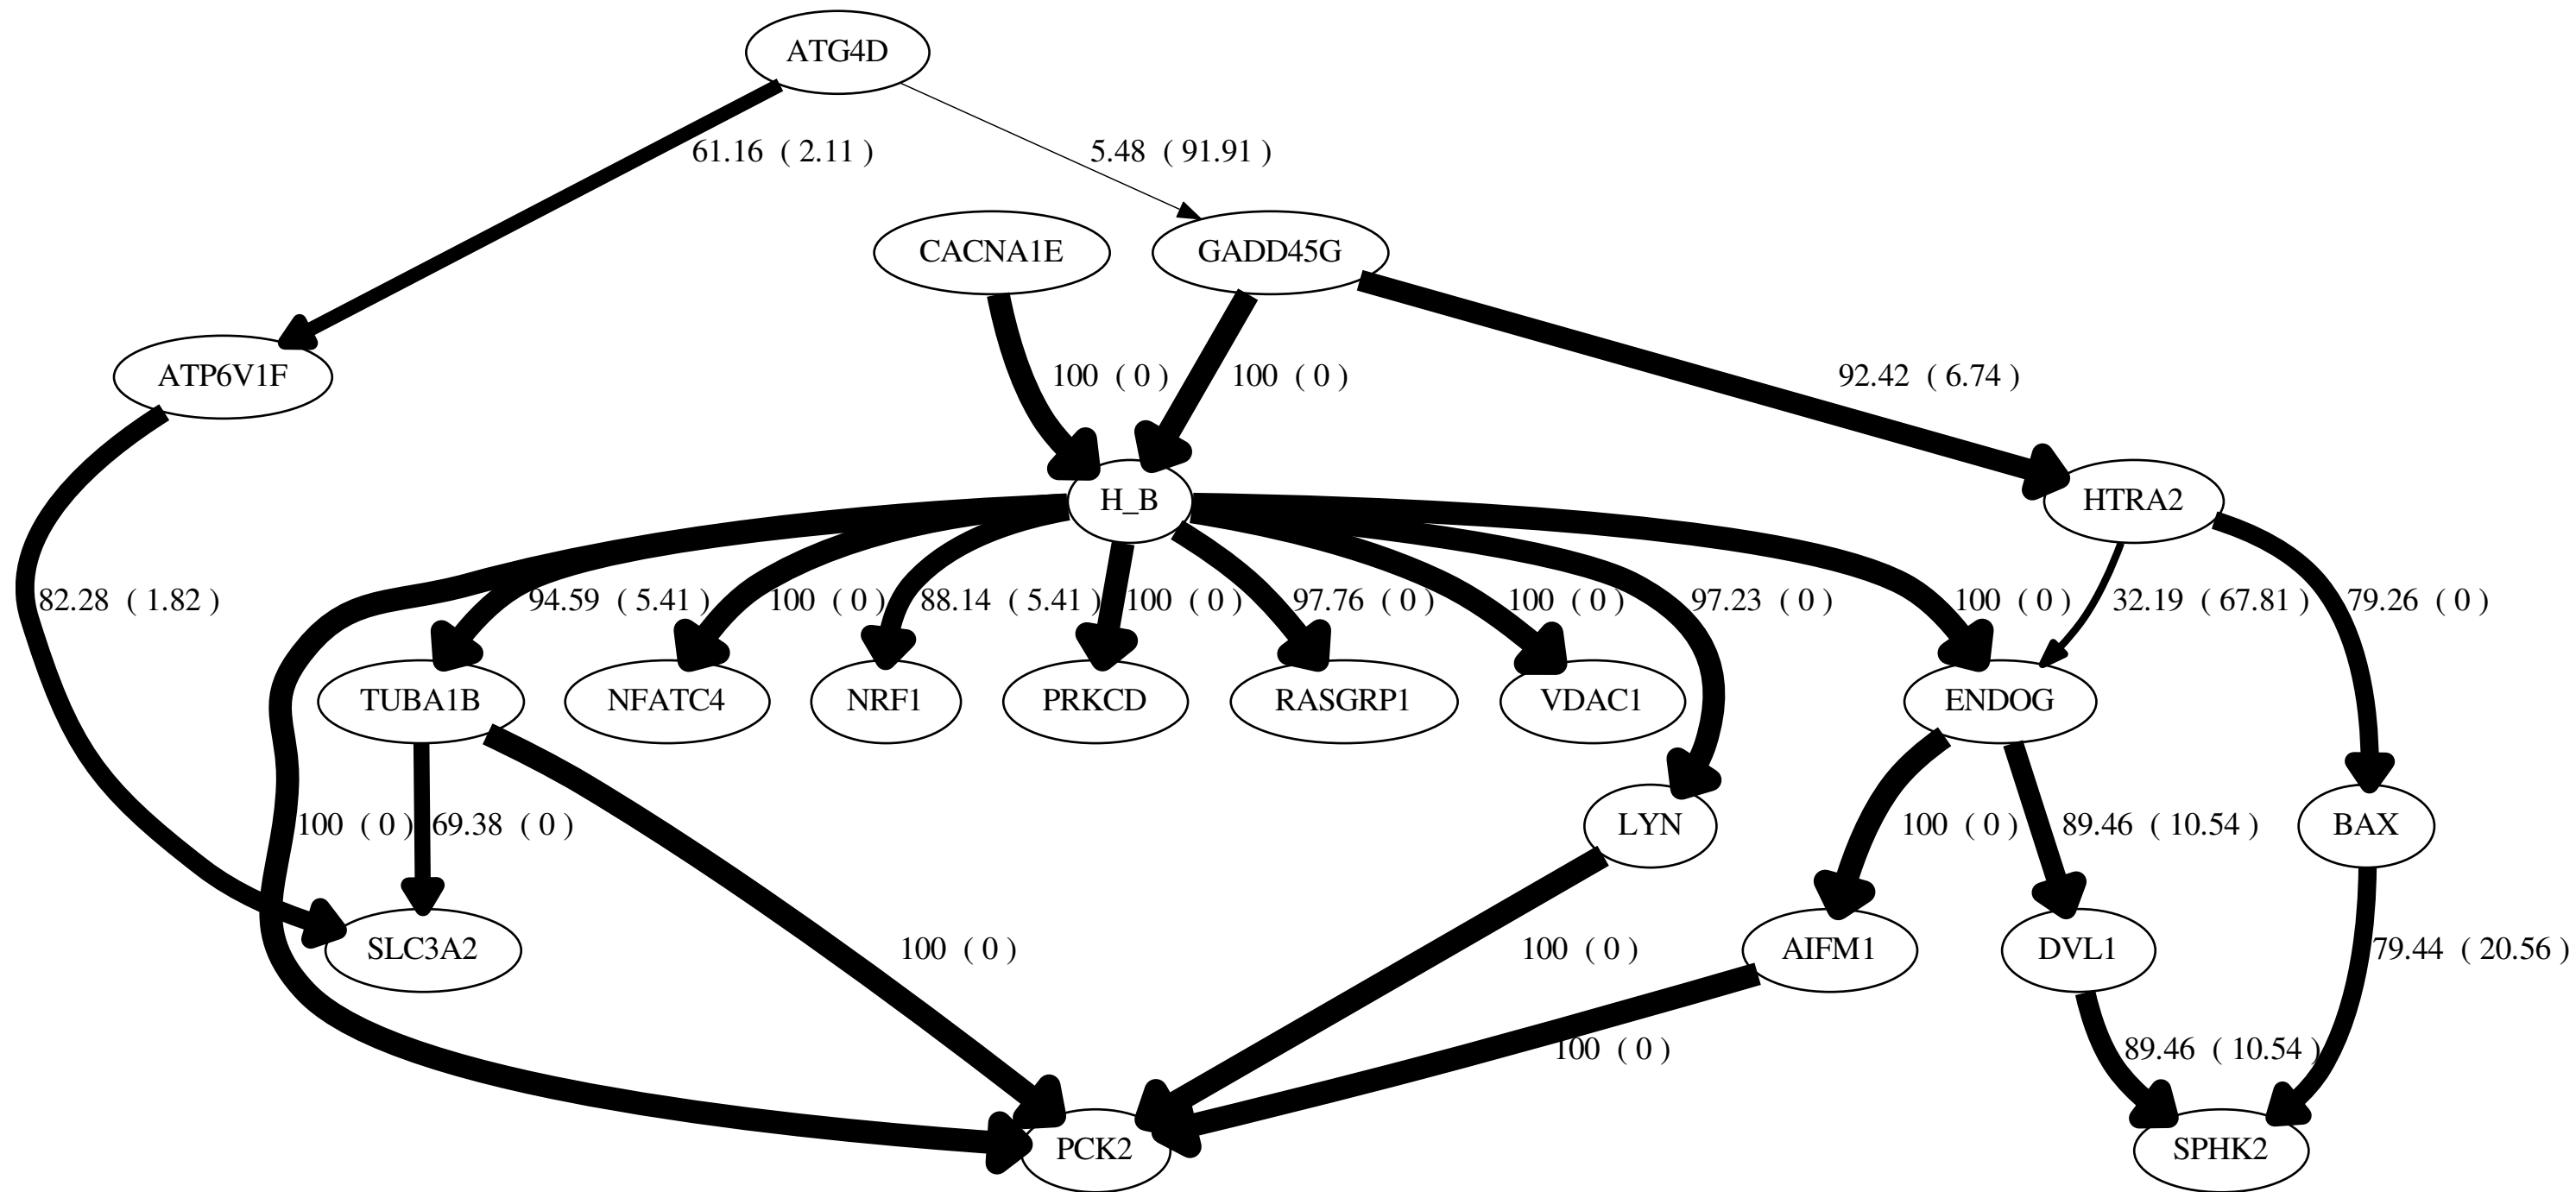 ATG4D
61.16 ( 2.11 )
5.48 ( 91.91 )
CACNA1E
GADD45G
ATP6V1F
100 ( 0 )
100 ( 0 )
92.42 ( 6.74 )
H_B
HTRA2
82.28 ( 1.82 )
94.59 ( 5.41 )
100 ( 0 )
88.14 ( 5.41 )
100 ( 0 )
97.76 ( 0 )
100 ( 0 )
97.23 ( 0 )
100 ( 0 )
32.19 ( 67.81 )
79.26 ( 0 )
TUBA1B
NFATC4
NRF1
PRKCD
RASGRP1
VDAC1
ENDOG
100 ( 0 )
69.38 ( 0 )
LYN
100 ( 0 )
89.46 ( 10.54 )
BAX
SLC3A2
100 ( 0 )
100 ( 0 )
AIFM1
DVL1
79.44 ( 20.56 )
100 ( 0 )
89.46 ( 10.54 )
PCK2
SPHK2